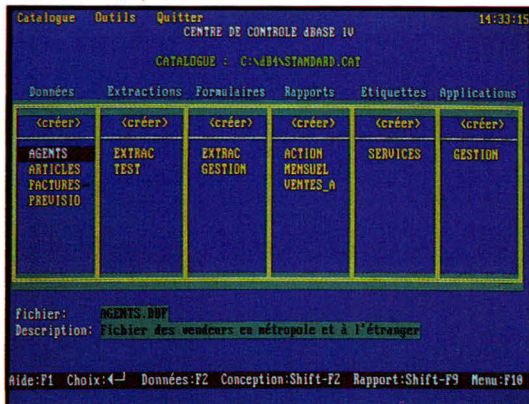 Catalogue Outils Quitter 14:33:15
CENTRE DE CONTROLE dBASE IV
CATALOGUE : C:\dB4\STANDARD.CAT
Données Extractions Formulaires Rapports Etiquettes Applications
<créer> <créer> <créer> <créer> <créer> <créer>
AGENTS EXTRAC EXTRAC ACTION SERVICES GESTION
ARTICLES TEST GESTION MENSUEL
FACTURES VENTES_A
PREVISIO
Fichier: AGENTS.DBF
Description: Fichier des vendeurs en métropole et à l'étranger
Aide:F1 Choix:◄─┘ Données:F2 Conception:Shift-F2 Rapport:Shift-F9 Menu:F10